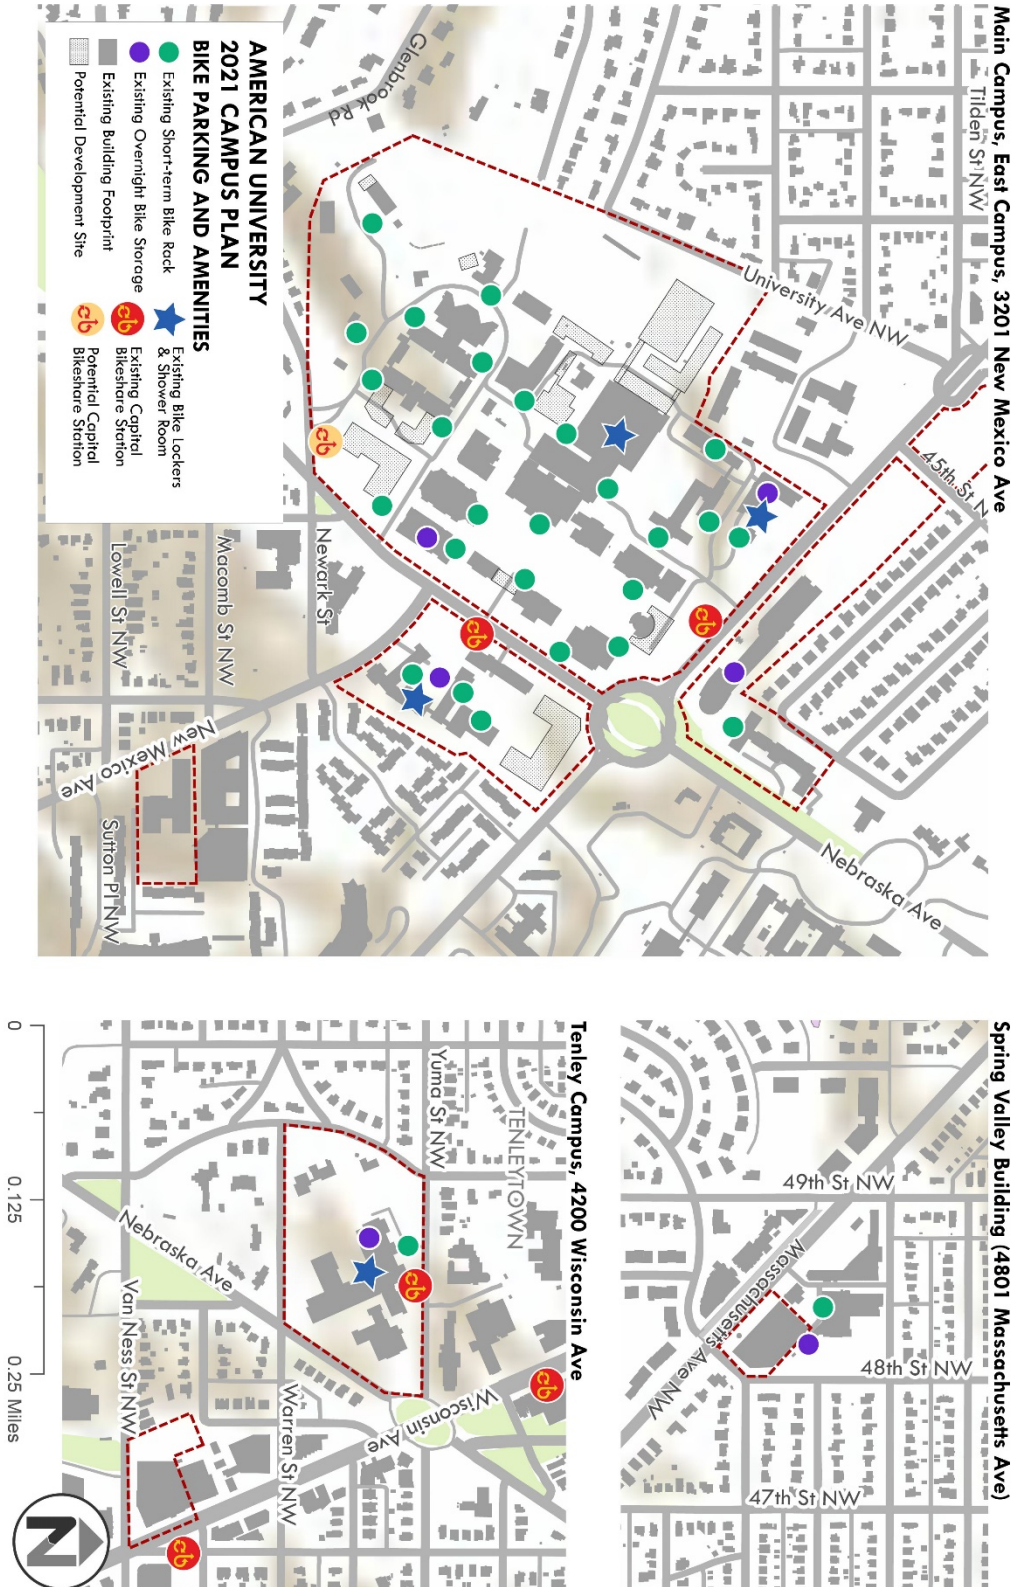 Main Campus, East Campus, 3201 New Mexico Ave
Tilden St NW
Glenbrook Rd
University Ave NW
45th St N
Newark St
Macomb St NW
Lowell St NW
New Mexico Ave
Sutton Pl NW
Nebraska Ave
AMERICAN UNIVERSITY
2021 CAMPUS PLAN
BIKE PARKING AND AMENITIES
Existing Short-term Bike Rack
Existing Overnight Bike Storage
Existing Building Footprint
Potential Development Site
Existing Bike Lockers
& Shower Room
Existing Capital
Bikeshare Station
Potential Capital
Bikeshare Station
Spring Valley Building (4801 Massachusetts Ave)
49th St NW
Massachusetts Ave NW
48th St NW
47th St NW
Tenley Campus, 4200 Wisconsin Ave
Yuma St NW
TENLEYTOWN
Nebraska Ave
Van Ness St NW
Warren St NW
Wisconsin Ave
0 0.125 0.25 Miles
N